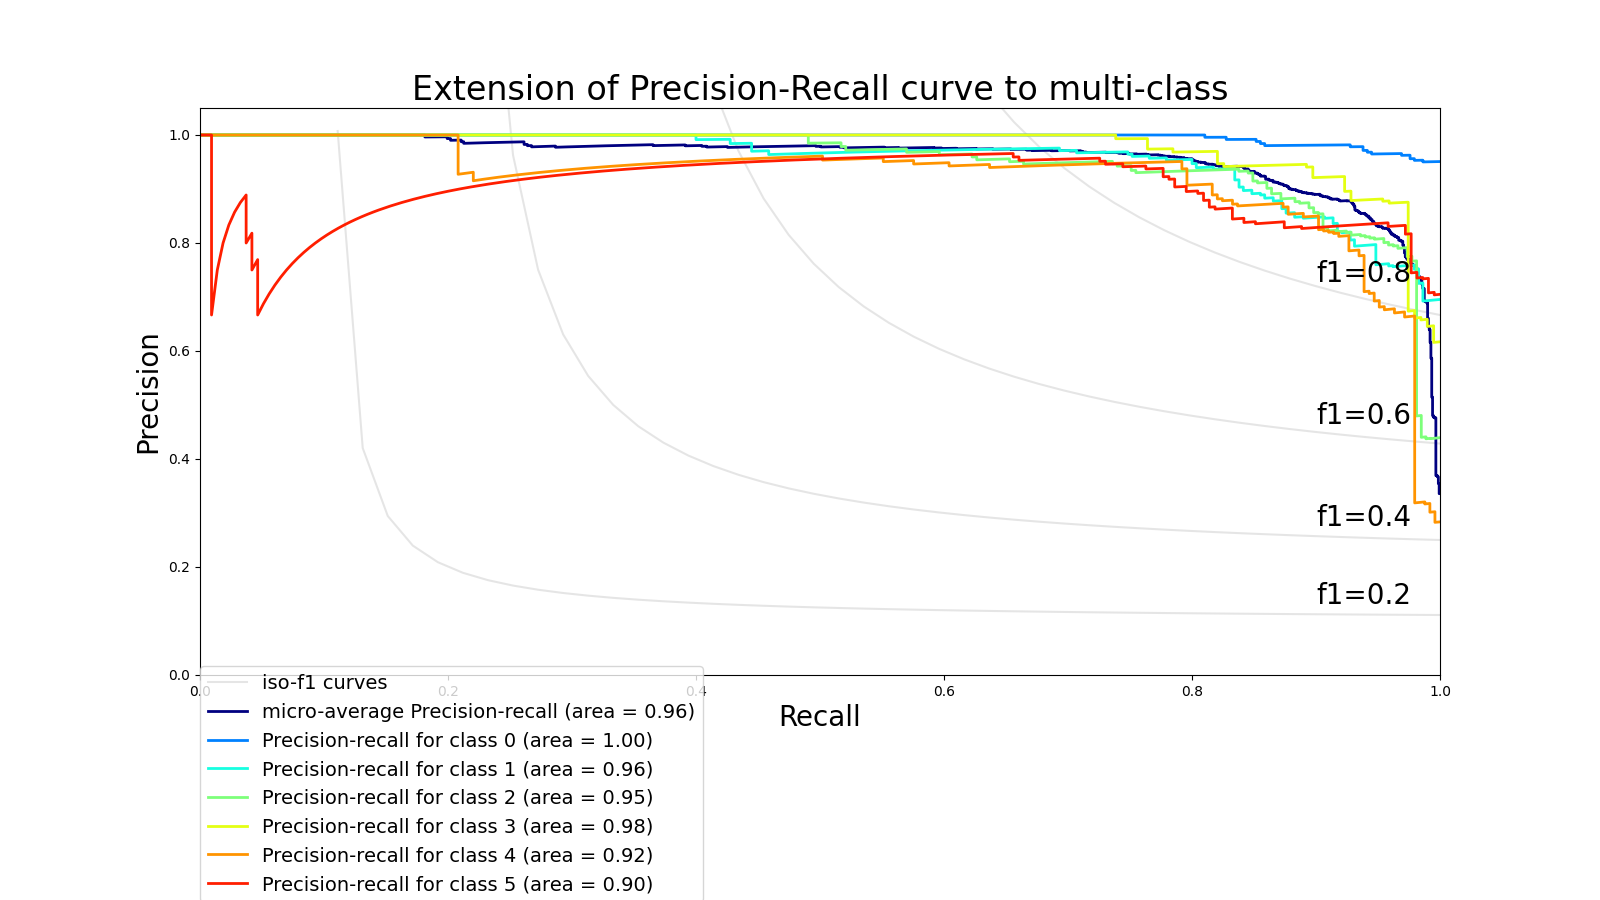 Extension of Precision-Recall curve to multi-class
1.0
0.8
0.6
0.4
0.2
0.0
Precision
f1=0.8
f1=0.6
f1=0.4
f1=0.2
0.0 0.2 0.4 0.6 0.8 1.0
Recall
iso-f1 curves
micro-average Precision-recall (area = 0.96)
Precision-recall for class 0 (area = 1.00)
Precision-recall for class 1 (area = 0.96)
Precision-recall for class 2 (area = 0.95)
Precision-recall for class 3 (area = 0.98)
Precision-recall for class 4 (area = 0.92)
Precision-recall for class 5 (area = 0.90)